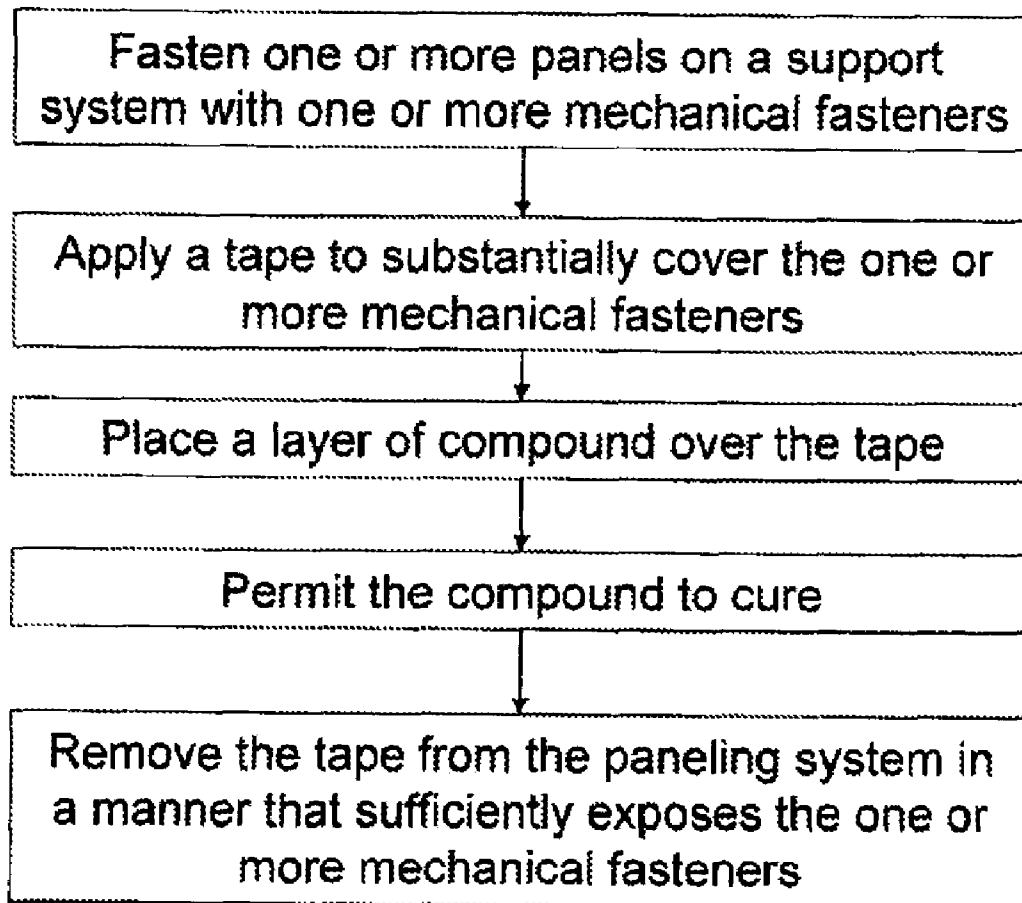 Fasten one or more panels on a support
system with one or more mechanical fasteners
Apply a tape to substantially cover the one or
more mechanical fasteners
Place a layer of compound over the tape
Permit the compound to cure
Remove the tape from the paneling system in
a manner that sufficiently exposes the one or
more mechanical fasteners